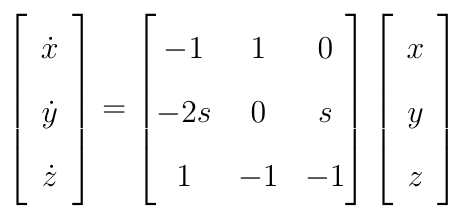 [ẋ] = [−1 1 0] [x]
[ẏ] = [−2s 0 s] [y]
[ż] = [1 −1 −1] [z]